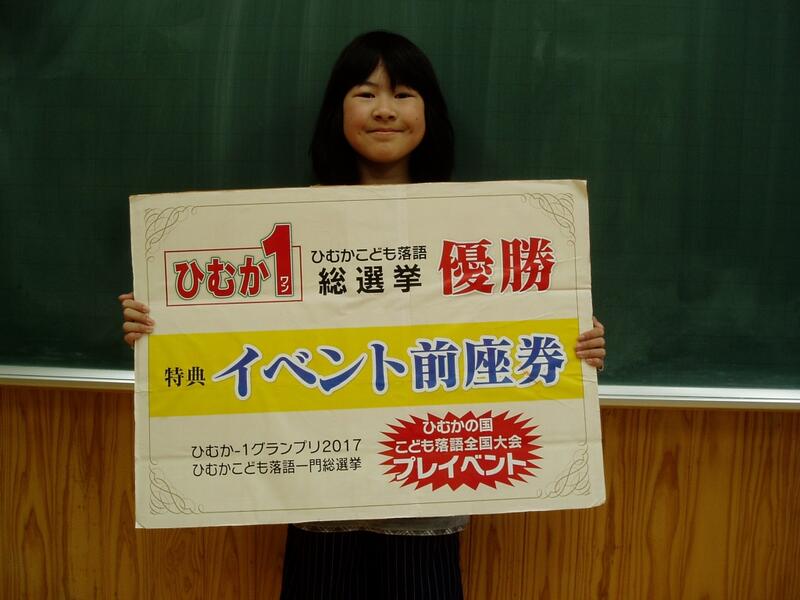 ひむか1
ワン
ひむかこども落語
総選挙
優勝
特典 イベント前座券
ひむか-1グランプリ2017
ひむかこども落語一門総選挙
ひむかの国
こども落語全国大会
プレイベント